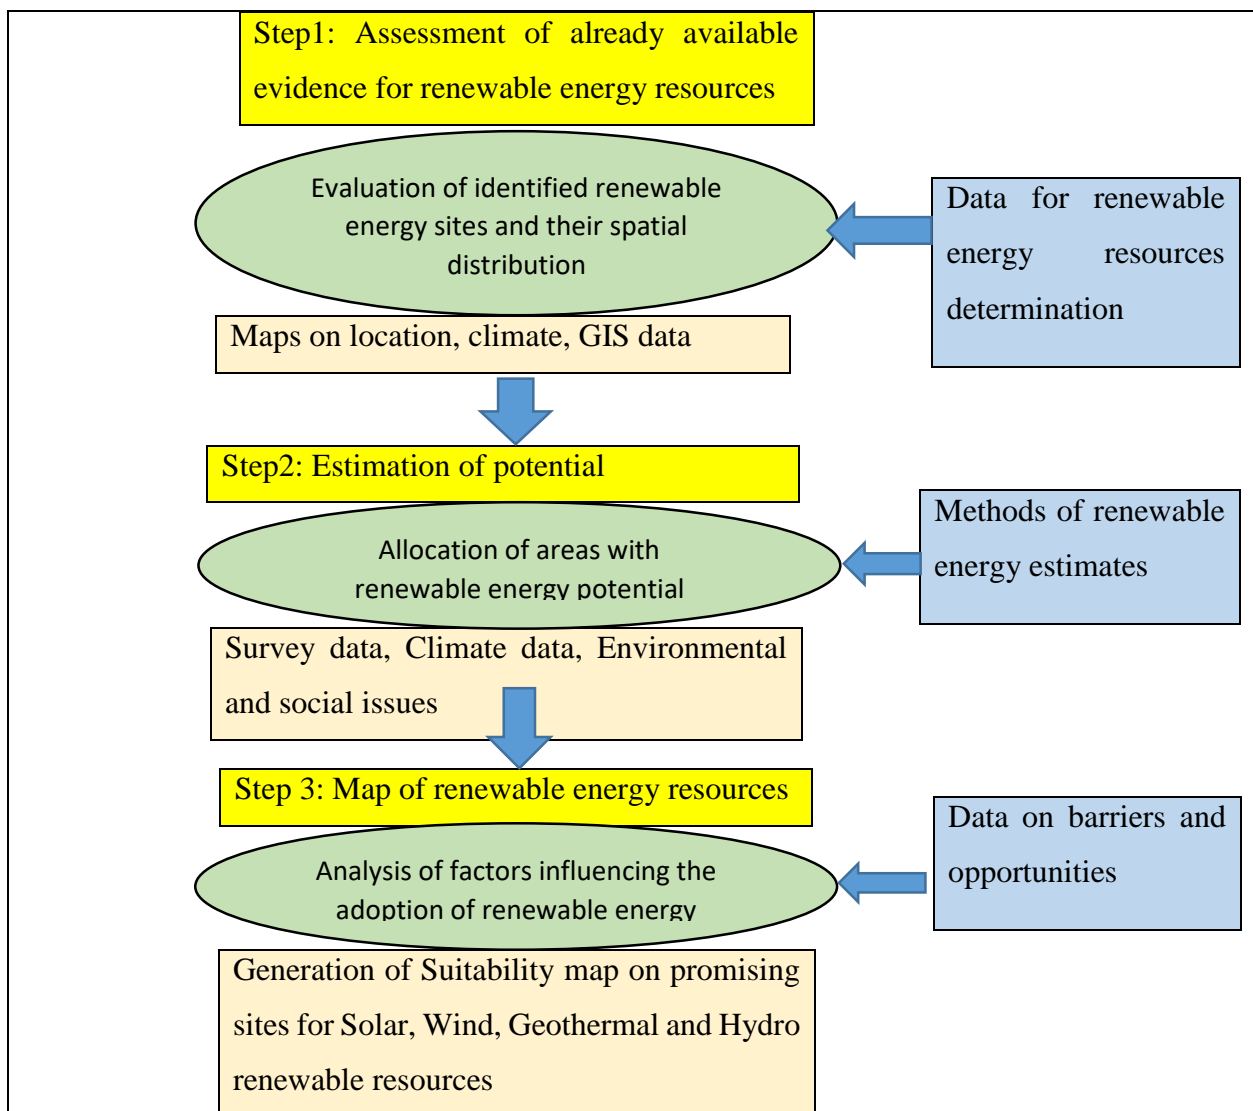 Step1: Assessment of already available
evidence for renewable energy resources
Evaluation of identified renewable
energy sites and their spatial
distribution
Data for renewable
energy resources
determination
Maps on location, climate, GIS data
Step2: Estimation of potential
Allocation of areas with
renewable energy potential
Methods of renewable
energy estimates
Survey data, Climate data, Environmental
and social issues
Step 3: Map of renewable energy resources
Analysis of factors influencing the
adoption of renewable energy
Data on barriers and
opportunities
Generation of Suitability map on promising
sites for Solar, Wind, Geothermal and Hydro
renewable resources